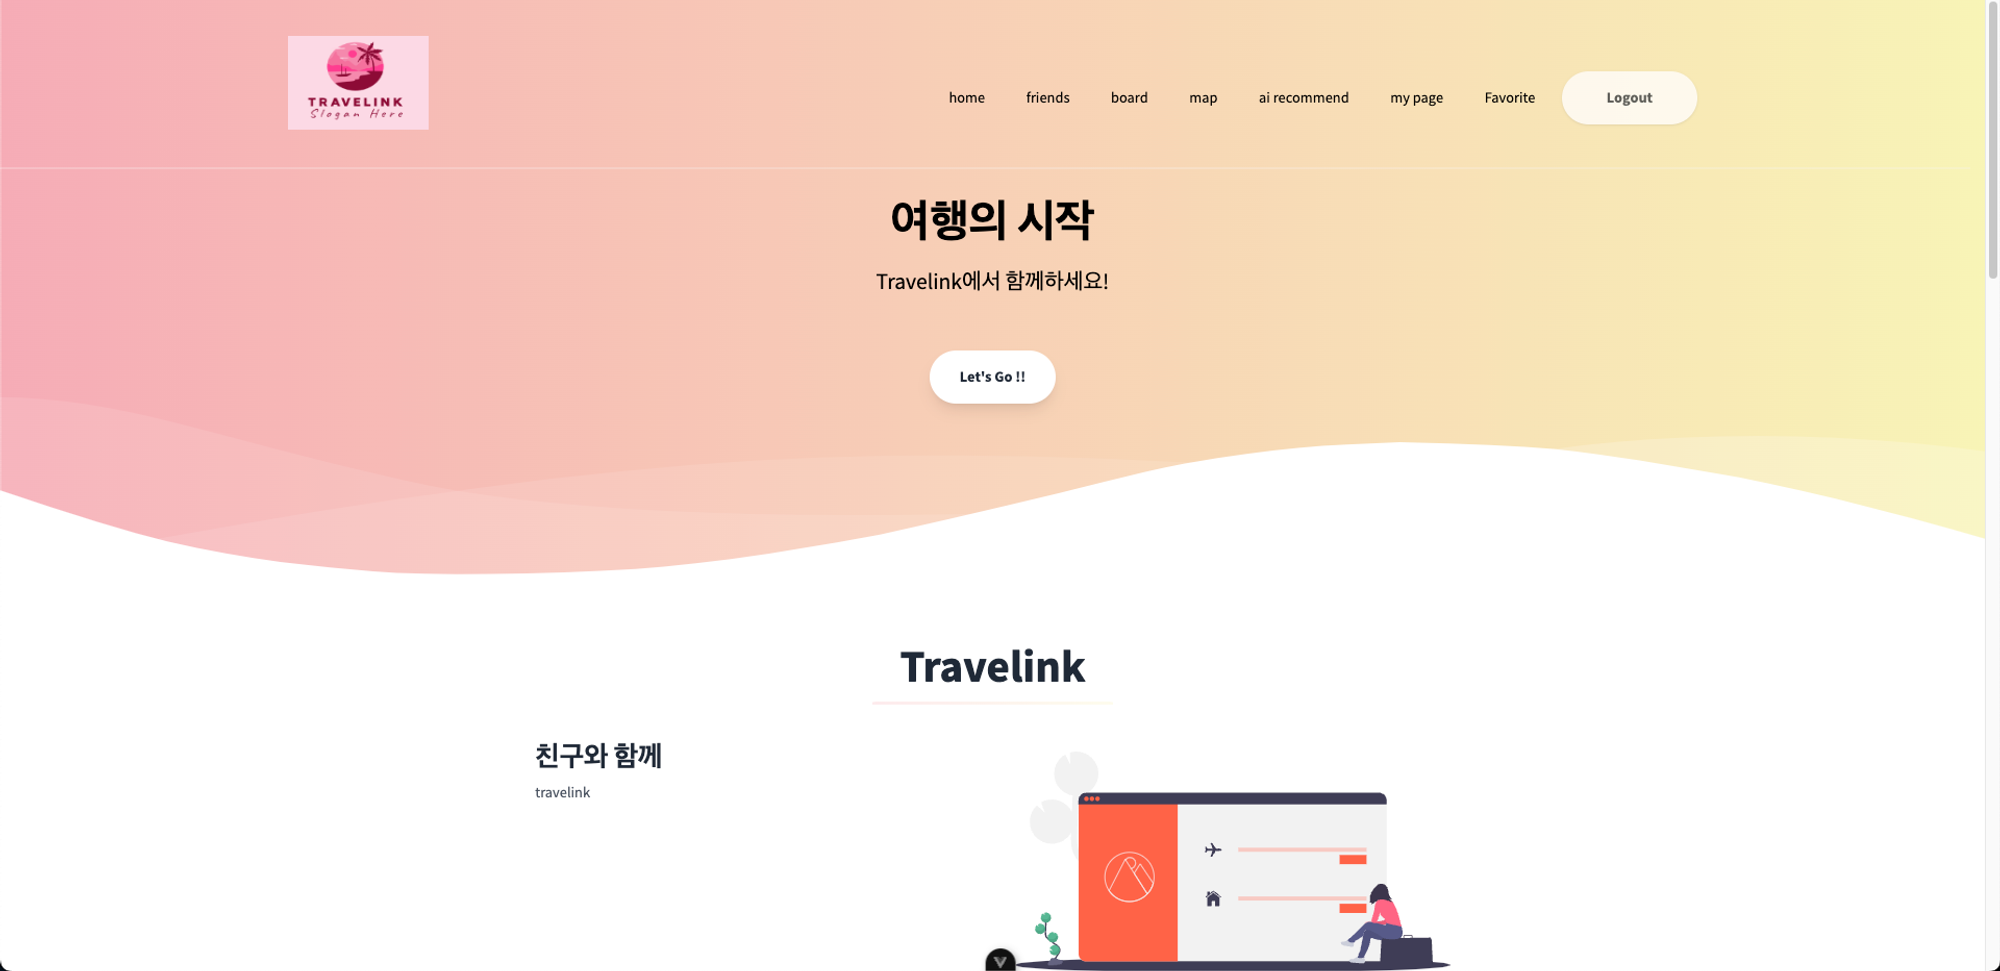 TRAVELINK
Slogan Here
home
friends
board
map
ai recommend
my page
Favorite
Logout
여행의 시작
Travelink에서 함께하세요!
Let's Go !!
Travelink
친구와 함께
travelink